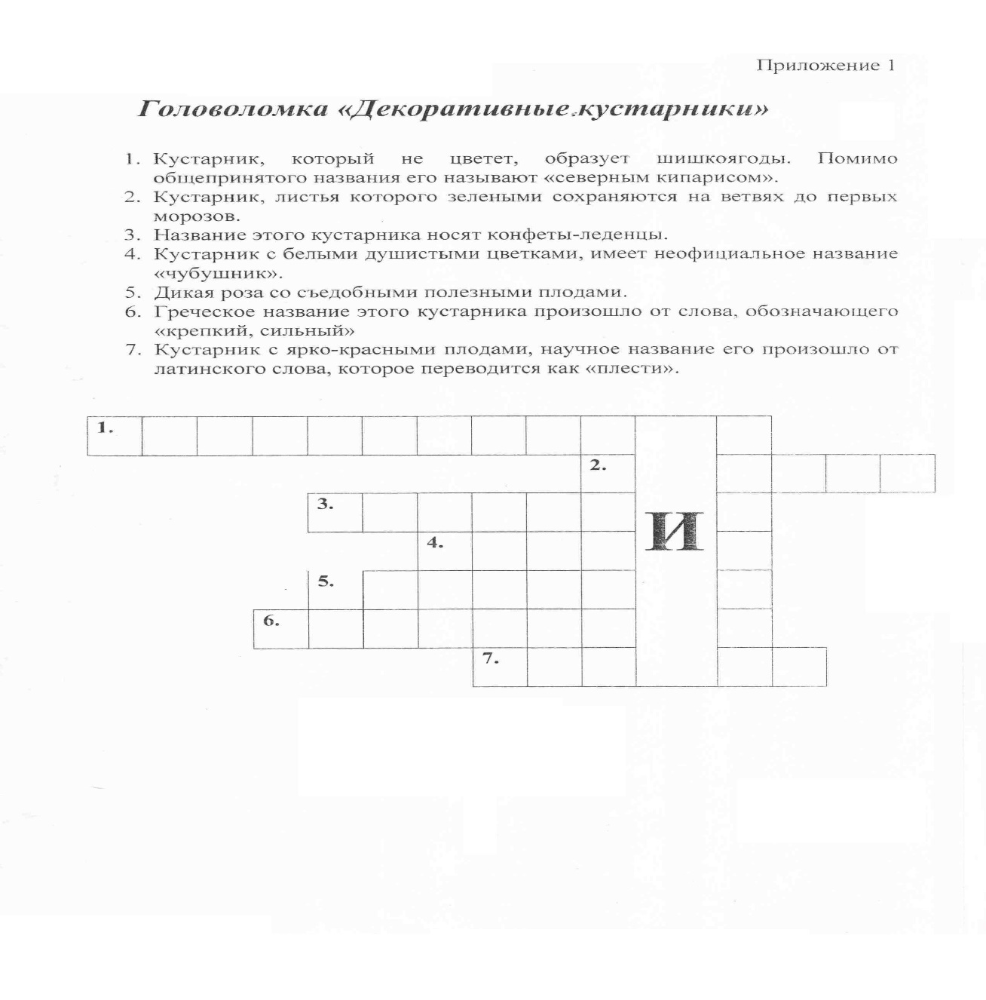 Приложение 1
Головоломка «Декоративные кустарники»
1. Кустарник, который не цветет, образует шишкоягоды. Помимо
общепринятого названия его называют «северным кипарисом».
2. Кустарник, листья которого зелеными сохраняются на ветвях до первых
морозов.
3. Название этого кустарника носят конфеты-леденцы.
4. Кустарник с белыми душистыми цветками, имеет неофициальное название
«чубушник».
5. Дикая роза со съедобными полезными плодами.
6. Греческое название этого кустарника произошло от слова, обозначающего
«крепкий, сильный»
7. Кустарник с ярко-красными плодами, научное название его произошло от
латинского слова, которое переводится как «плести».
1.
2.
3.
И
4.
5.
6.
7.